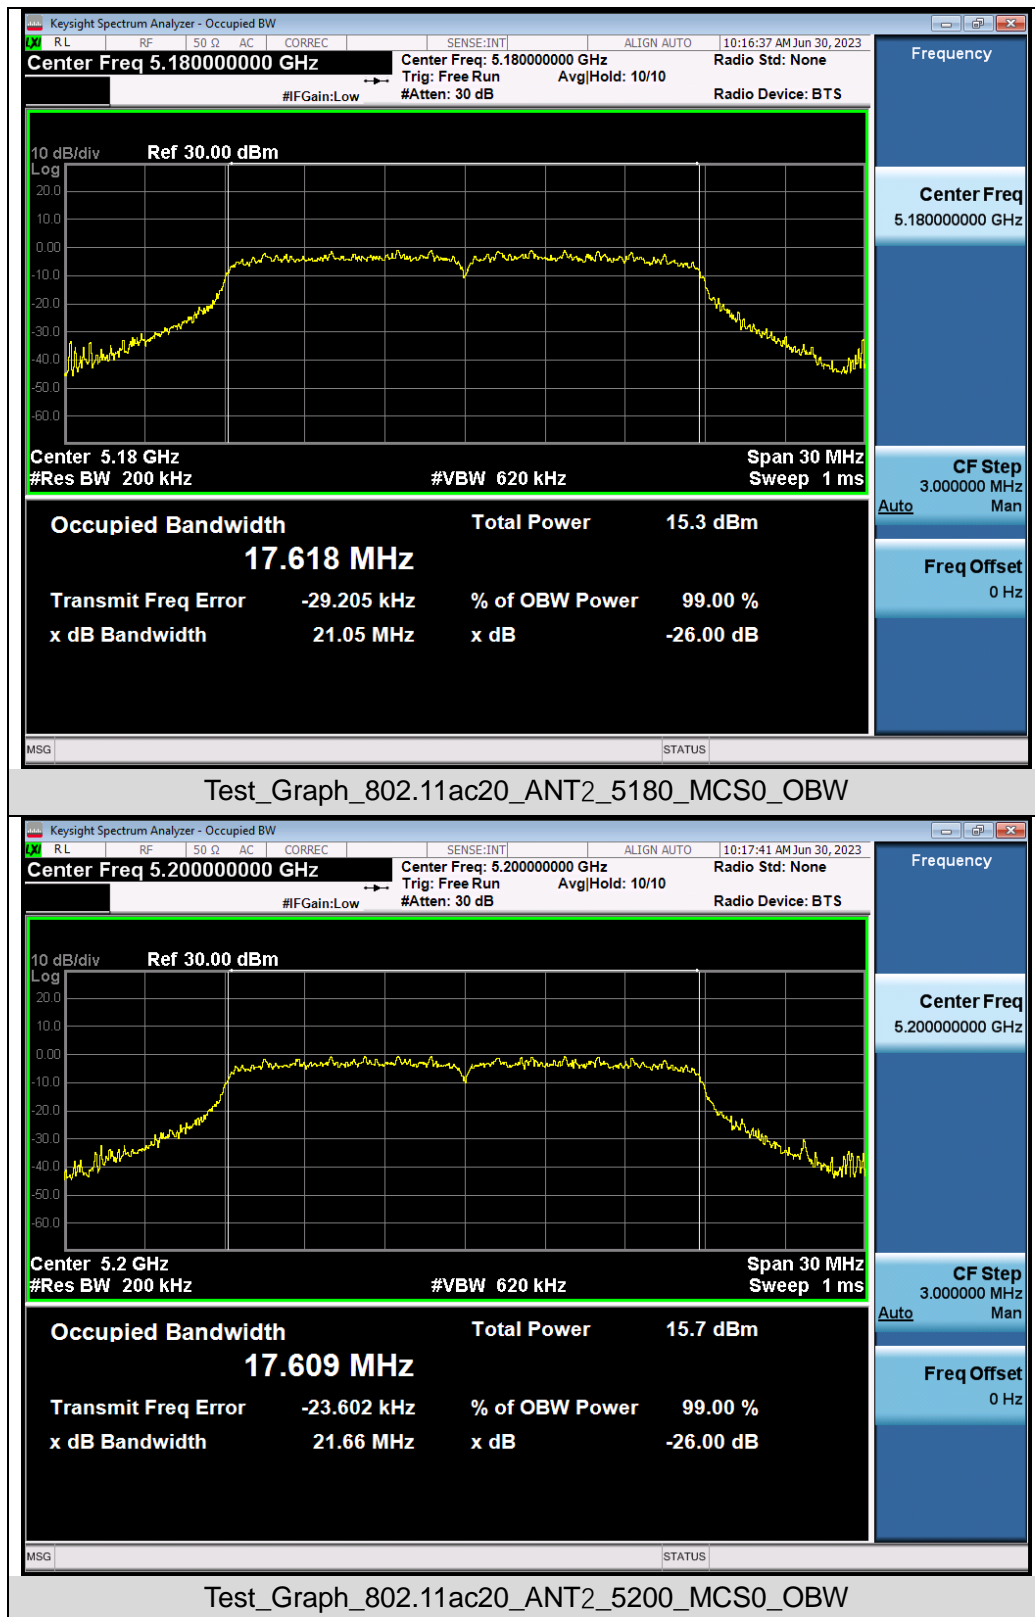 Keysight Spectrum Analyzer - Occupied BW
LXI RL RF 50 Ω AC CORREC SENSE:INT ALIGN AUTO 10:16:37 AM Jun 30, 2023
Center Freq 5.180000000 GHz
Center Freq: 5.180000000 GHz
Radio Std: None
Trig: Free Run Avg|Hold: 10/10
#IFGain:Low
#Atten: 30 dB
Radio Device: BTS
Frequency
10 dB/div Ref 30.00 dBm
Log
20.0
10.0
0.00
-10.0
-20.0
-30.0
-40.0
-50.0
-60.0
Center 5.18 GHz Span 30 MHz
#Res BW 200 kHz #VBW 620 kHz Sweep 1 ms
Center Freq
5.180000000 GHz
CF Step
3.000000 MHz
Auto Man
Freq Offset
0 Hz
Occupied Bandwidth Total Power 15.3 dBm
17.618 MHz
Transmit Freq Error -29.205 kHz % of OBW Power 99.00 %
x dB Bandwidth 21.05 MHz x dB -26.00 dB
MSG STATUS
Test_Graph_802.11ac20_ANT2_5180_MCS0_OBW
Keysight Spectrum Analyzer - Occupied BW
LXI RL RF 50 Ω AC CORREC SENSE:INT ALIGN AUTO 10:17:41 AM Jun 30, 2023
Center Freq 5.200000000 GHz
Center Freq: 5.200000000 GHz
Radio Std: None
Trig: Free Run Avg|Hold: 10/10
#IFGain:Low
#Atten: 30 dB
Radio Device: BTS
Frequency
10 dB/div Ref 30.00 dBm
Log
20.0
10.0
0.00
-10.0
-20.0
-30.0
-40.0
-50.0
-60.0
Center 5.2 GHz Span 30 MHz
#Res BW 200 kHz #VBW 620 kHz Sweep 1 ms
Center Freq
5.200000000 GHz
CF Step
3.000000 MHz
Auto Man
Freq Offset
0 Hz
Occupied Bandwidth Total Power 15.7 dBm
17.609 MHz
Transmit Freq Error -23.602 kHz % of OBW Power 99.00 %
x dB Bandwidth 21.66 MHz x dB -26.00 dB
MSG STATUS
Test_Graph_802.11ac20_ANT2_5200_MCS0_OBW